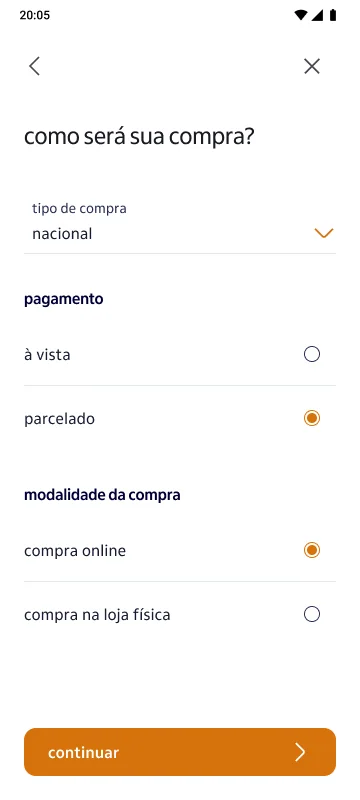 20:05
como será sua compra?
tipo de compra
nacional
pagamento
à vista
parcelado
modalidade da compra
compra online
compra na loja física
continuar